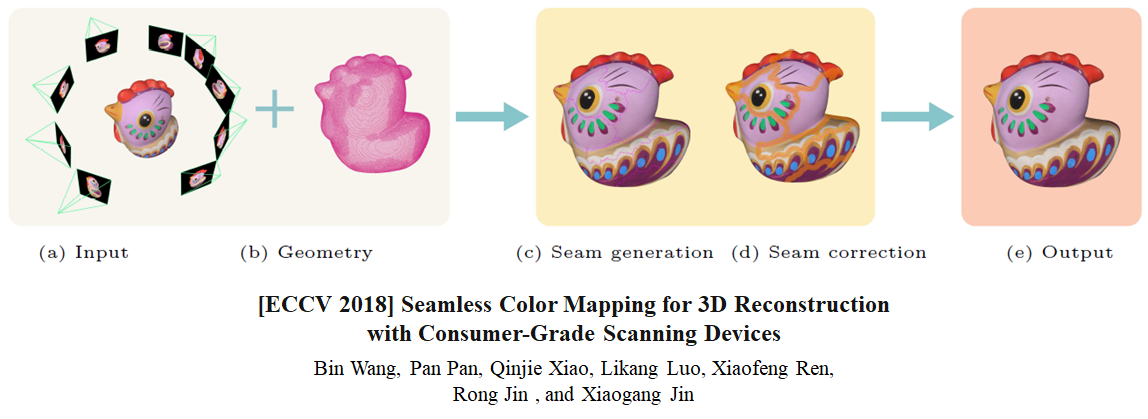 (a) Input
(b) Geometry
(c) Seam generation
(d) Seam correction
(e) Output
[ECCV 2018] Seamless Color Mapping for 3D Reconstruction
with Consumer-Grade Scanning Devices
Bin Wang, Pan Pan, Qinjie Xiao, Likang Luo, Xiaofeng Ren,
Rong Jin , and Xiaogang Jin